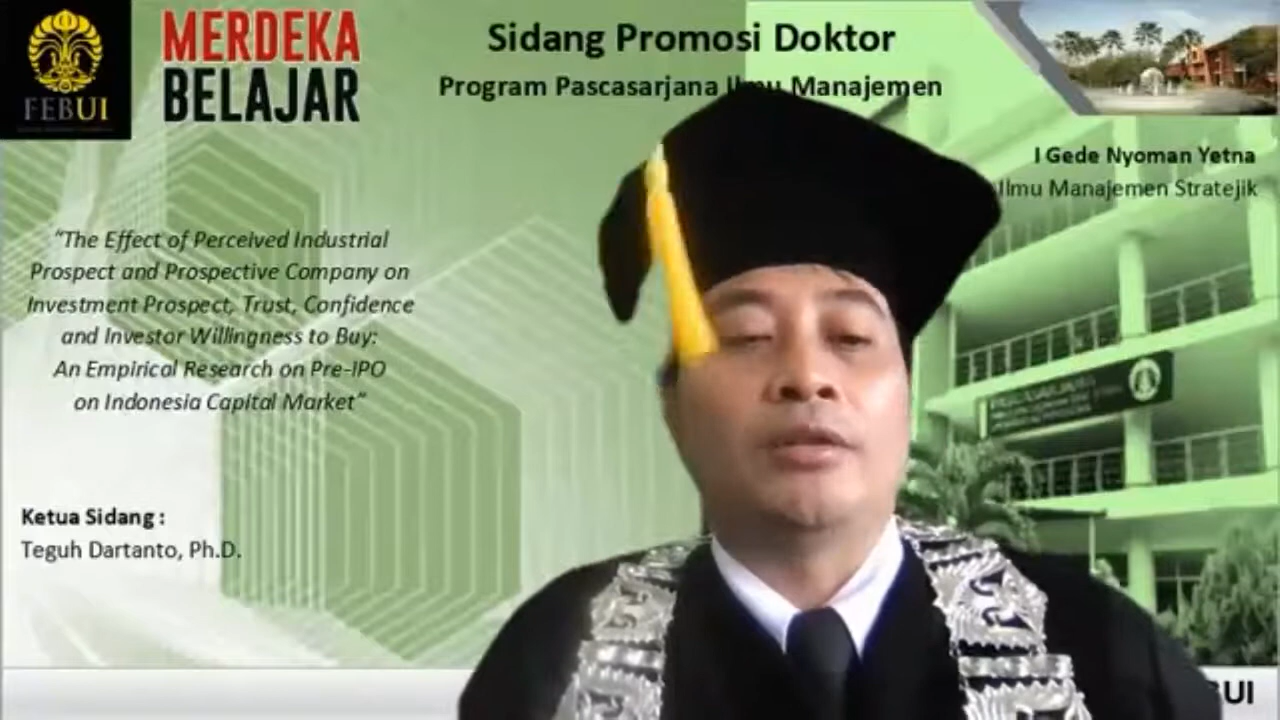 FEBUI
MERDEKA
BELAJAR
Sidang Promosi Doktor
Program Pascasarjana Ilmu Manajemen
I Gede Nyoman Yetna
Ilmu Manajemen Stratejik
“The Effect of Perceived Industrial
Prospect and Prospective Company on
Investment Prospect, Trust, Confidence
and Investor Willingness to Buy:
An Empirical Research on Pre-IPO
on Indonesia Capital Market”
Ketua Sidang :
Teguh Dartanto, Ph.D.
BUI